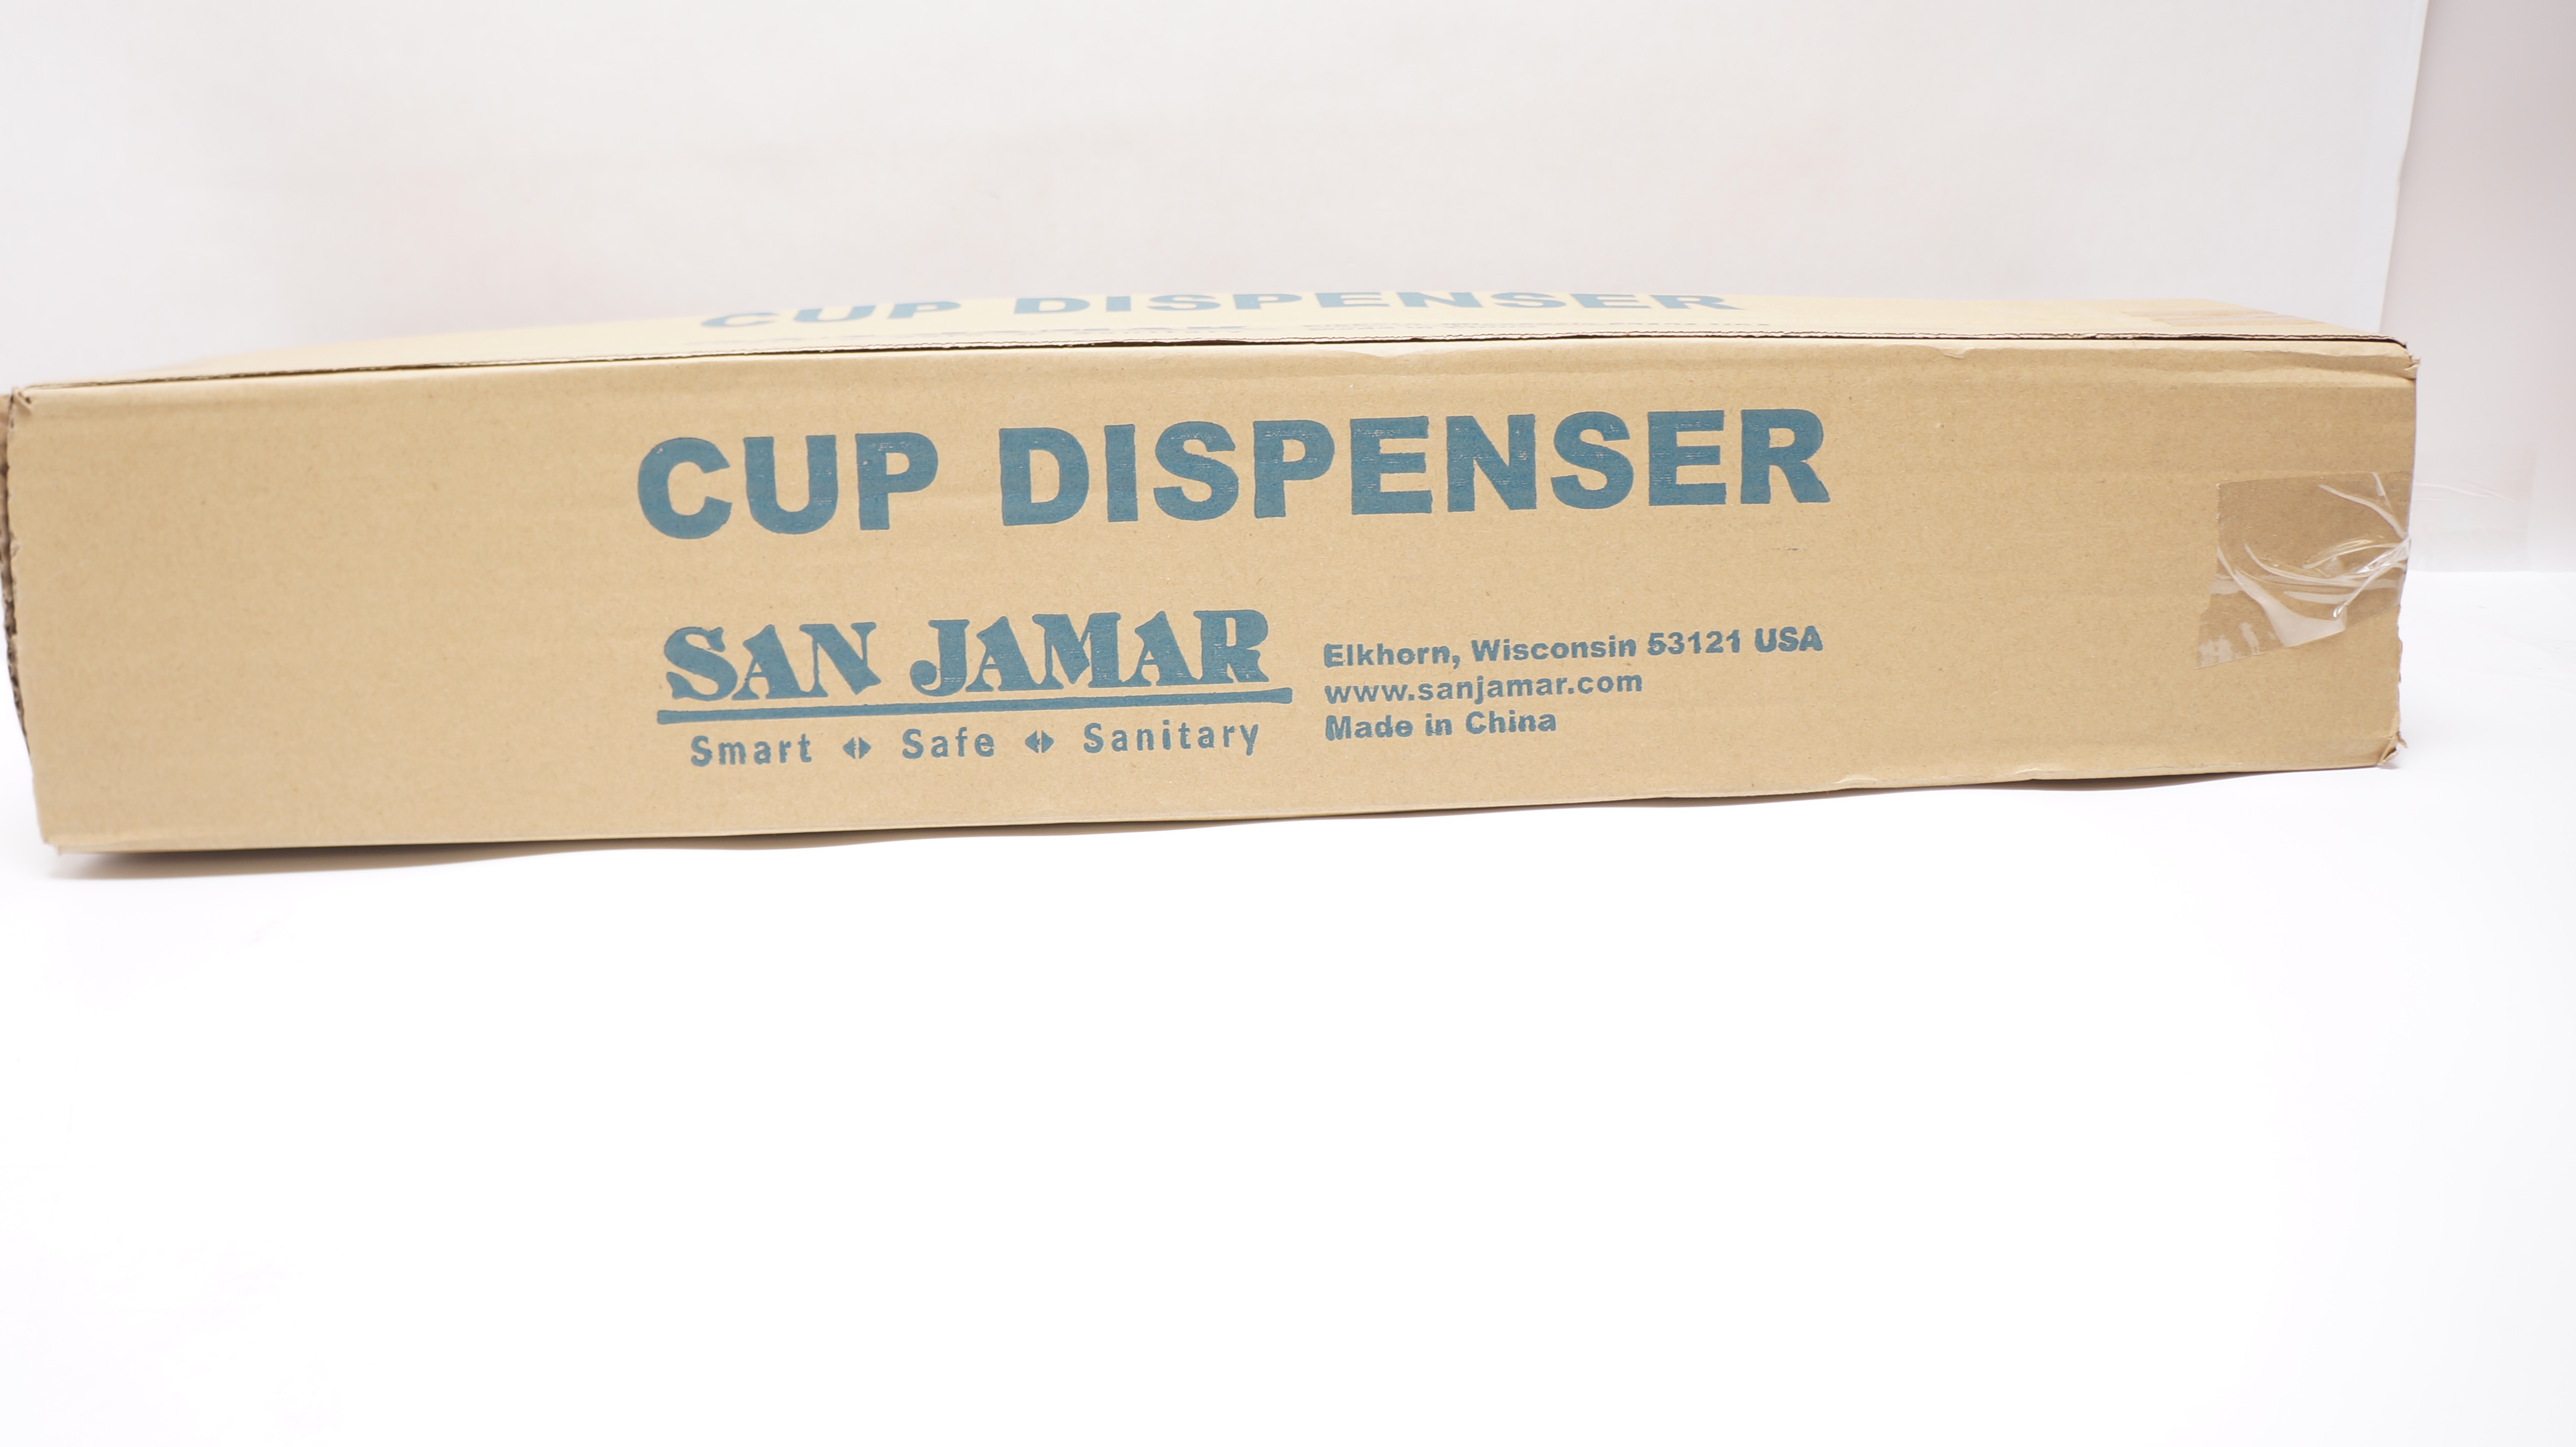 CUP DISPENSER
CUP DISPENSER
SAN JAMAR
Smart Safe Sanitary
Elkhorn, Wisconsin 53121 USA
www.sanjamar.com
Made in China